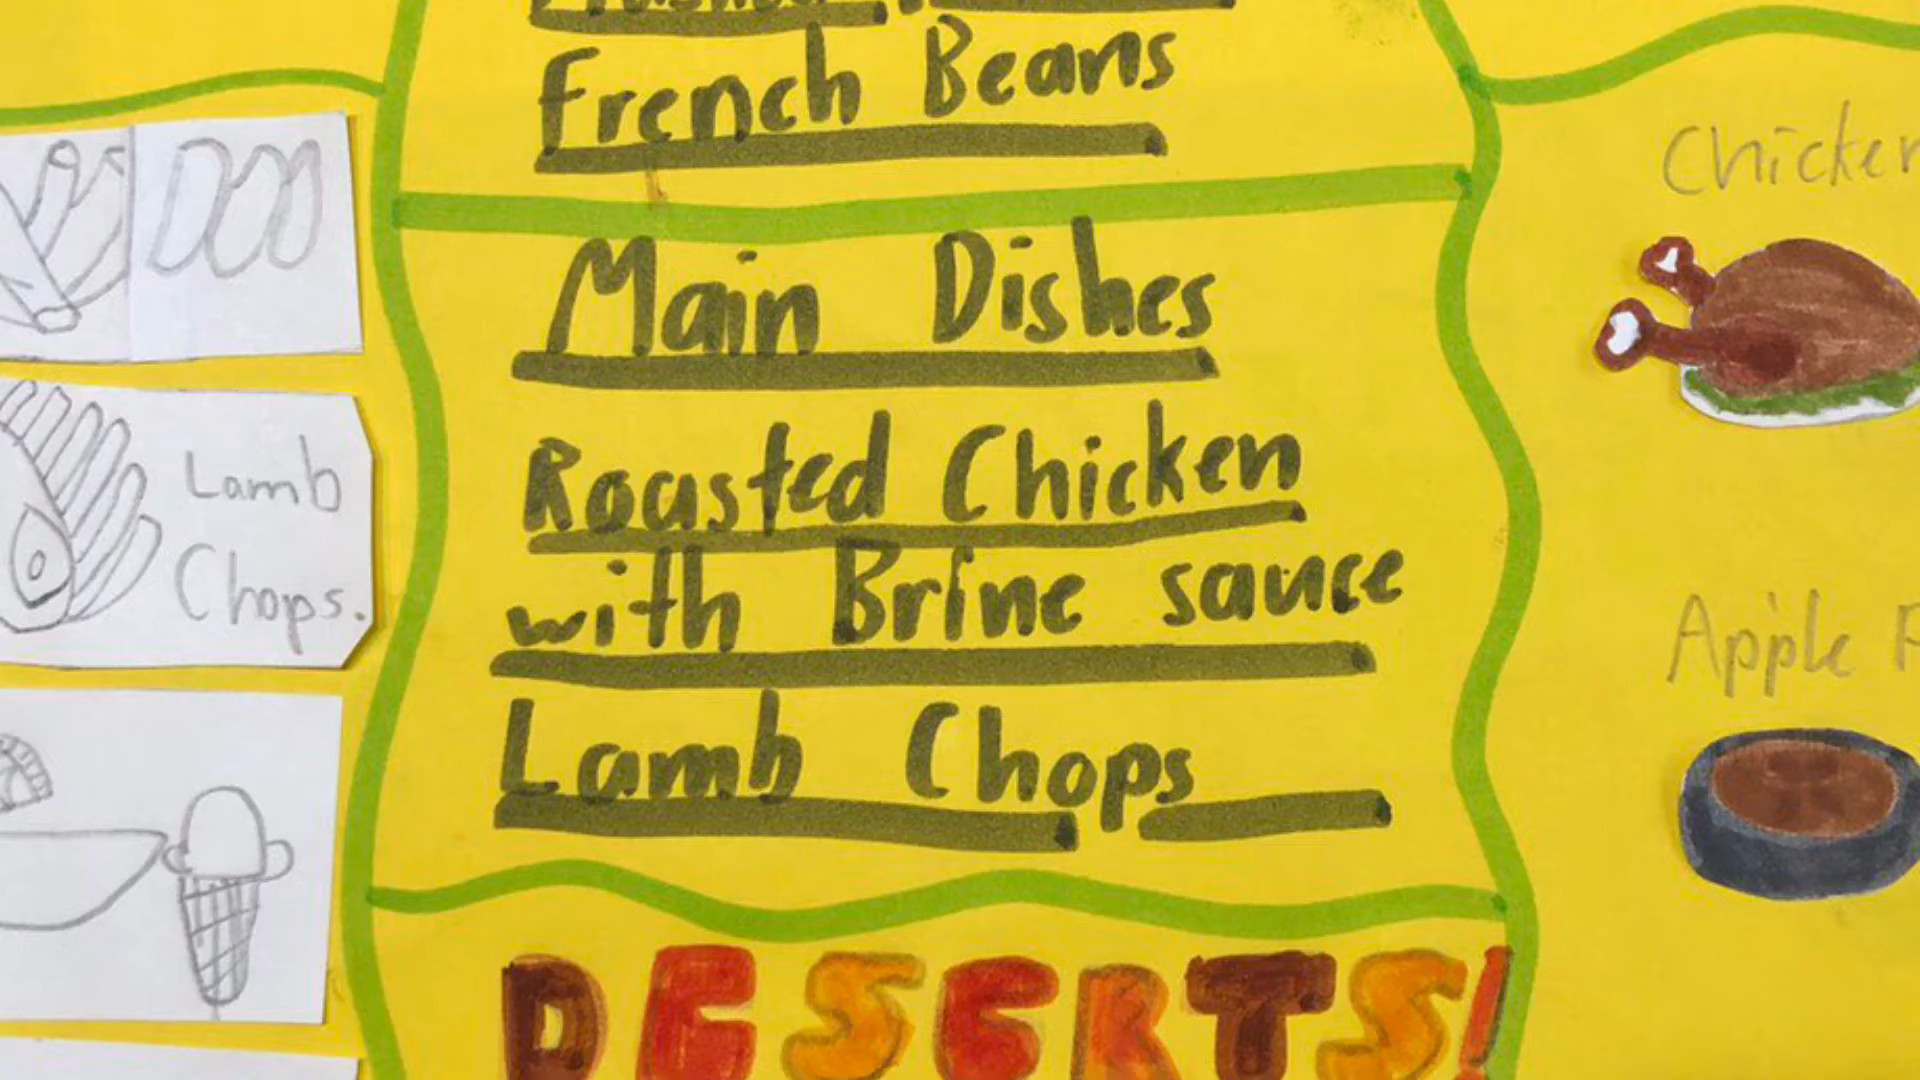 French Beans
Main Dishes
Roasted Chicken
with Brine sauce
Lamb Chops
DESERTS!
Lamb
Chops.
Chicken
Apple